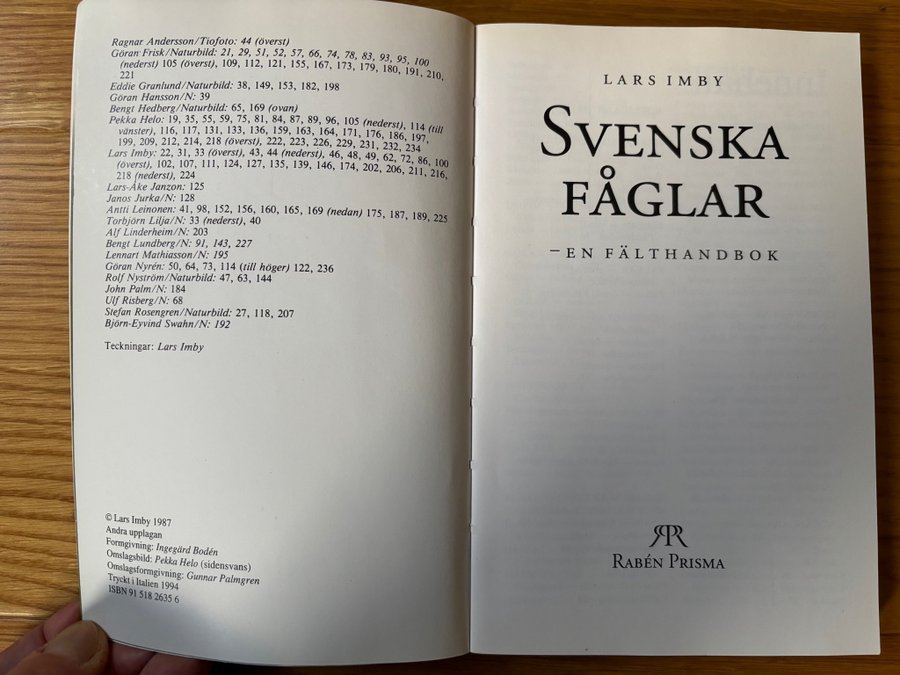 Ragnar Andersson/Tiofoto: 44 (överst)
Göran Frisk/Naturbild: 21, 29, 51, 52, 57, 66, 74, 78, 83, 93, 95, 100
(nederst) 105 (överst), 109, 112, 121, 155, 167, 173, 179, 180, 191, 210,
221
Eddie Granlund/Naturbild: 38, 149, 153, 182, 198
Göran Hansson/N: 39
Bengt Hedberg/Naturbild: 65, 169 (ovan)
Pekka Helo: 19, 35, 55, 59, 75, 81, 84, 87, 89, 96, 105 (nederst), 114 (till
vänster), 116, 117, 131, 133, 136, 159, 163, 164, 171, 176, 186, 197,
199, 209, 212, 214, 218 (överst), 222, 223, 226, 229, 231, 232, 234
Lars Imby: 22, 31, 33 (överst), 43, 44 (nederst), 46, 48, 49, 62, 72, 86, 100
(överst), 102, 107, 111, 124, 127, 135, 139, 146, 174, 202, 206, 211, 216,
218 (nederst), 224
Lars-Åke Janzon: 125
Janos Jurka/N: 128
Antti Leinonen: 41, 98, 152, 156, 160, 165, 169 (nedan) 175, 187, 189, 225
Torbjörn Lilja/N: 33 (nederst), 40
Alf Linderheim/N: 203
Bengt Lundberg/N: 91, 143, 227
Lennart Mathiasson/N: 195
Göran Nyrén: 50, 64, 73, 114 (till höger) 122, 236
Rolf Nyström/Naturbild: 47, 63, 144
John Palm/N: 184
Ulf Risberg/N: 68
Stefan Rosengren/Naturbild: 27, 118, 207
Björn-Eyvind Swahn/N: 192
Teckningar: Lars Imby
© Lars Imby 1987
Andra upplagan
Formgivning: Ingegärd Bodén
Omslagsbild: Pekka Helo (sidensvans)
Omslagsformgivning: Gunnar Palmgren
Tryckt i Italien 1994
ISBN 91 518 2635 6
LARS IMBY
SVENSKA
FÅGLAR
–EN FÄLTHANDBOK
RABÉN PRISMA